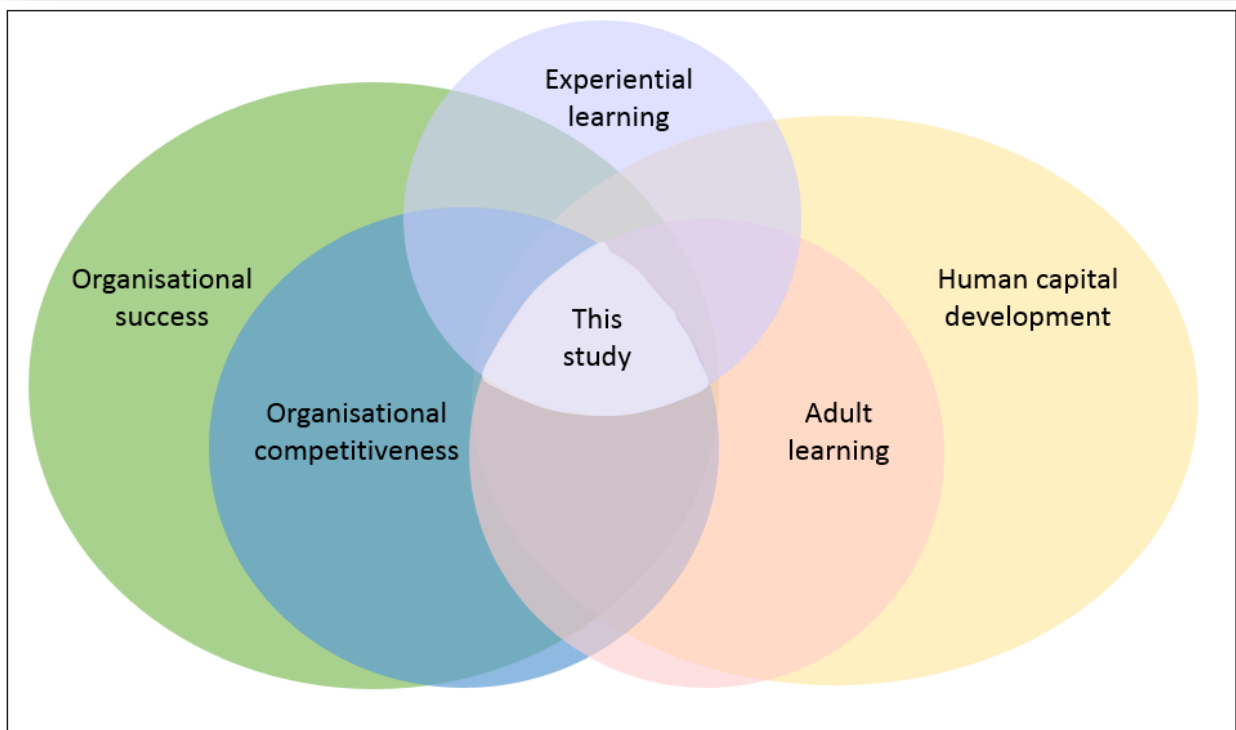 Experiential
learning
Organisational
success
Human capital
development
This
study
Organisational
competitiveness
Adult
learning